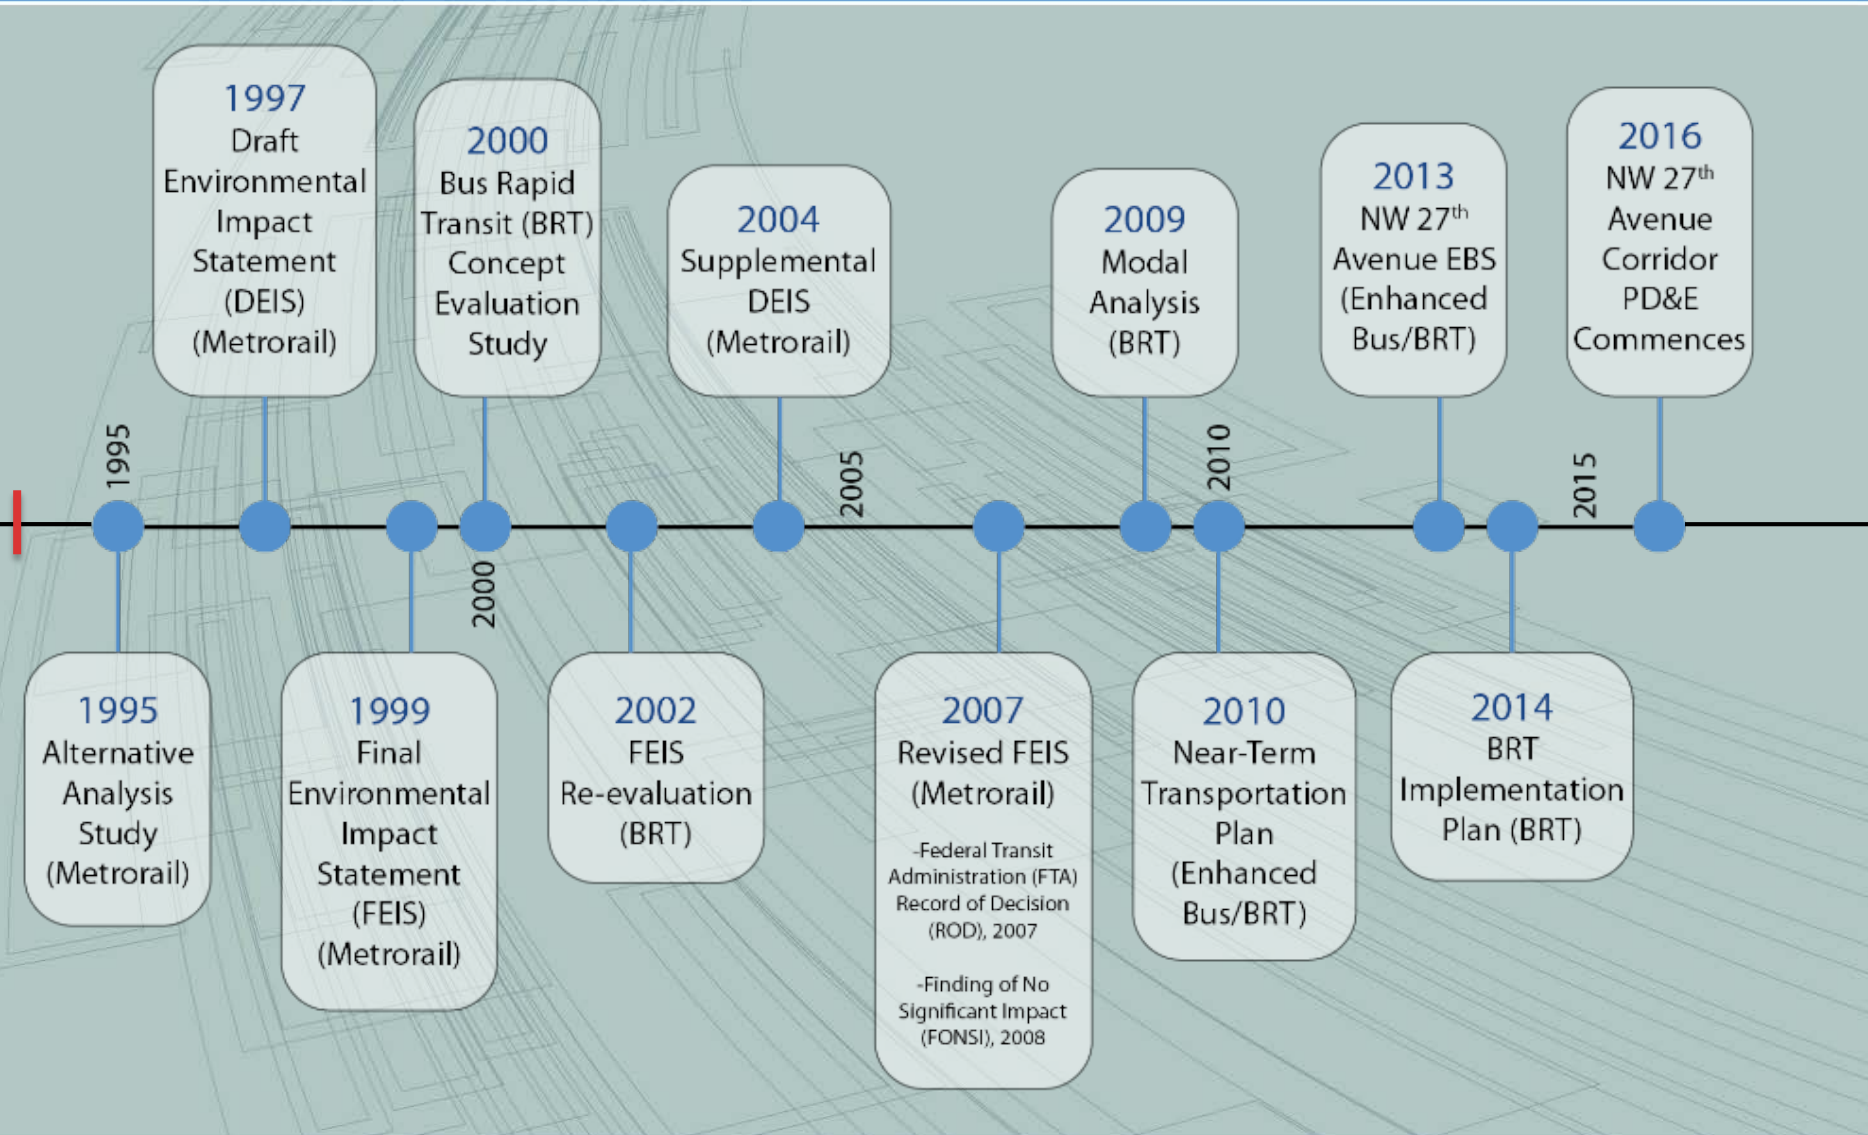 1997
Draft
Environmental
Impact
Statement
(DEIS)
(Metrorail)
2000
Bus Rapid
Transit (BRT)
Concept
Evaluation
Study
2004
Supplemental
DEIS
(Metrorail)
2009
Modal
Analysis
(BRT)
2013
NW 27th
Avenue EBS
(Enhanced
Bus/BRT)
2016
NW 27th
Avenue
Corridor
PD&E
Commences
1995
2000
2005
2010
2015
1995
Alternative
Analysis
Study
(Metrorail)
1999
Final
Environmental
Impact
Statement
(FEIS)
(Metrorail)
2002
FEIS
Re-evaluation
(BRT)
2007
Revised FEIS
(Metrorail)
-Federal Transit
Administration (FTA)
Record of Decision
(ROD), 2007
-Finding of No
Significant Impact
(FONSI), 2008
2010
Near-Term
Transportation
Plan
(Enhanced
Bus/BRT)
2014
BRT
Implementation
Plan (BRT)